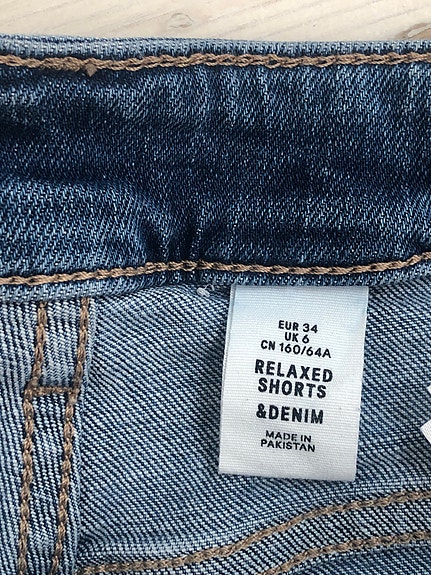 EUR 34
UK 6
CN 160/64A
RELAXED
SHORTS
&DENIM
MADE IN
PAKISTAN